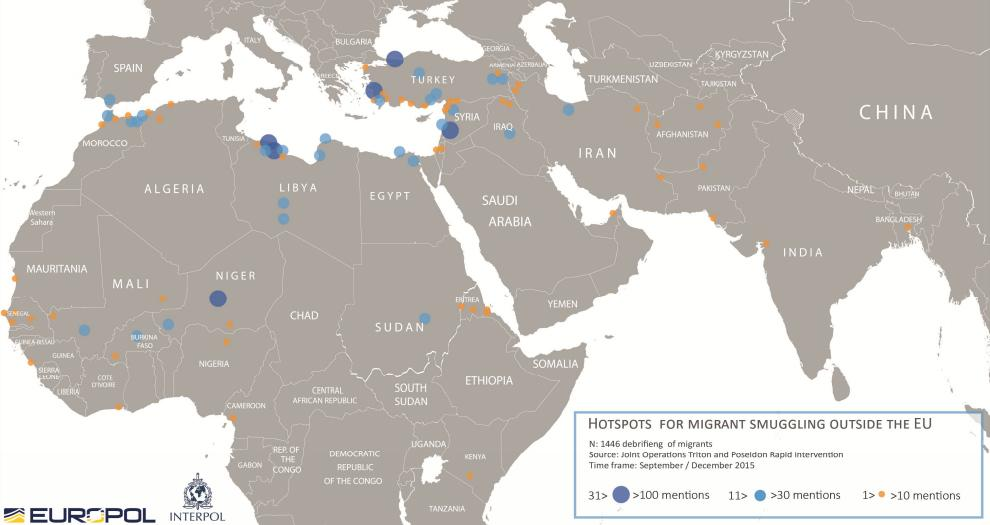 ITALY
BULGARIA
GEORGIA
KYRGYZSTAN
UZBEKISTAN
ARMENIA
AZERBAIJAN
SPAIN
GREECE
TURKEY
TURKMENISTAN
TAJIKISTAN
CHINA
SYRIA
IRAQ
AFGHANISTAN
TUNISIA
MOROCCO
IRAN
ALGERIA
LIBYA
EGYPT
PAKISTAN
NEPAL
BHUTAN
SAUDI
ARABIA
Western
Sahara
BANGLADESH
INDIA
MAURITANIA
MALI
NIGER
ERITREA
YEMEN
SENEGAL
CHAD
SUDAN
GUINEA-BISSAU
BURKINA
FASO
GUINEA
NIGERIA
SOMALIA
SIERRA
LEONE
COTE
D'IVOIRE
ETHIOPIA
LIBERIA
CENTRAL
AFRICAN REPUBLIC
SOUTH
SUDAN
CAMEROON
UGANDA
KENYA
GABON
REP. OF
THE
CONGO
DEMOCRATIC
REPUBLIC
OF THE CONGO
TANZANIA
HOTSPOTS FOR MIGRANT SMUGGLING OUTSIDE THE EU
N: 1446 debrifieng of migrants
Source: Joint Operations Triton and Poseidon Rapid Intervention
Time frame: September / December 2015
31> >100 mentions 11> >30 mentions 1> >10 mentions
EUROPOL
INTERPOL